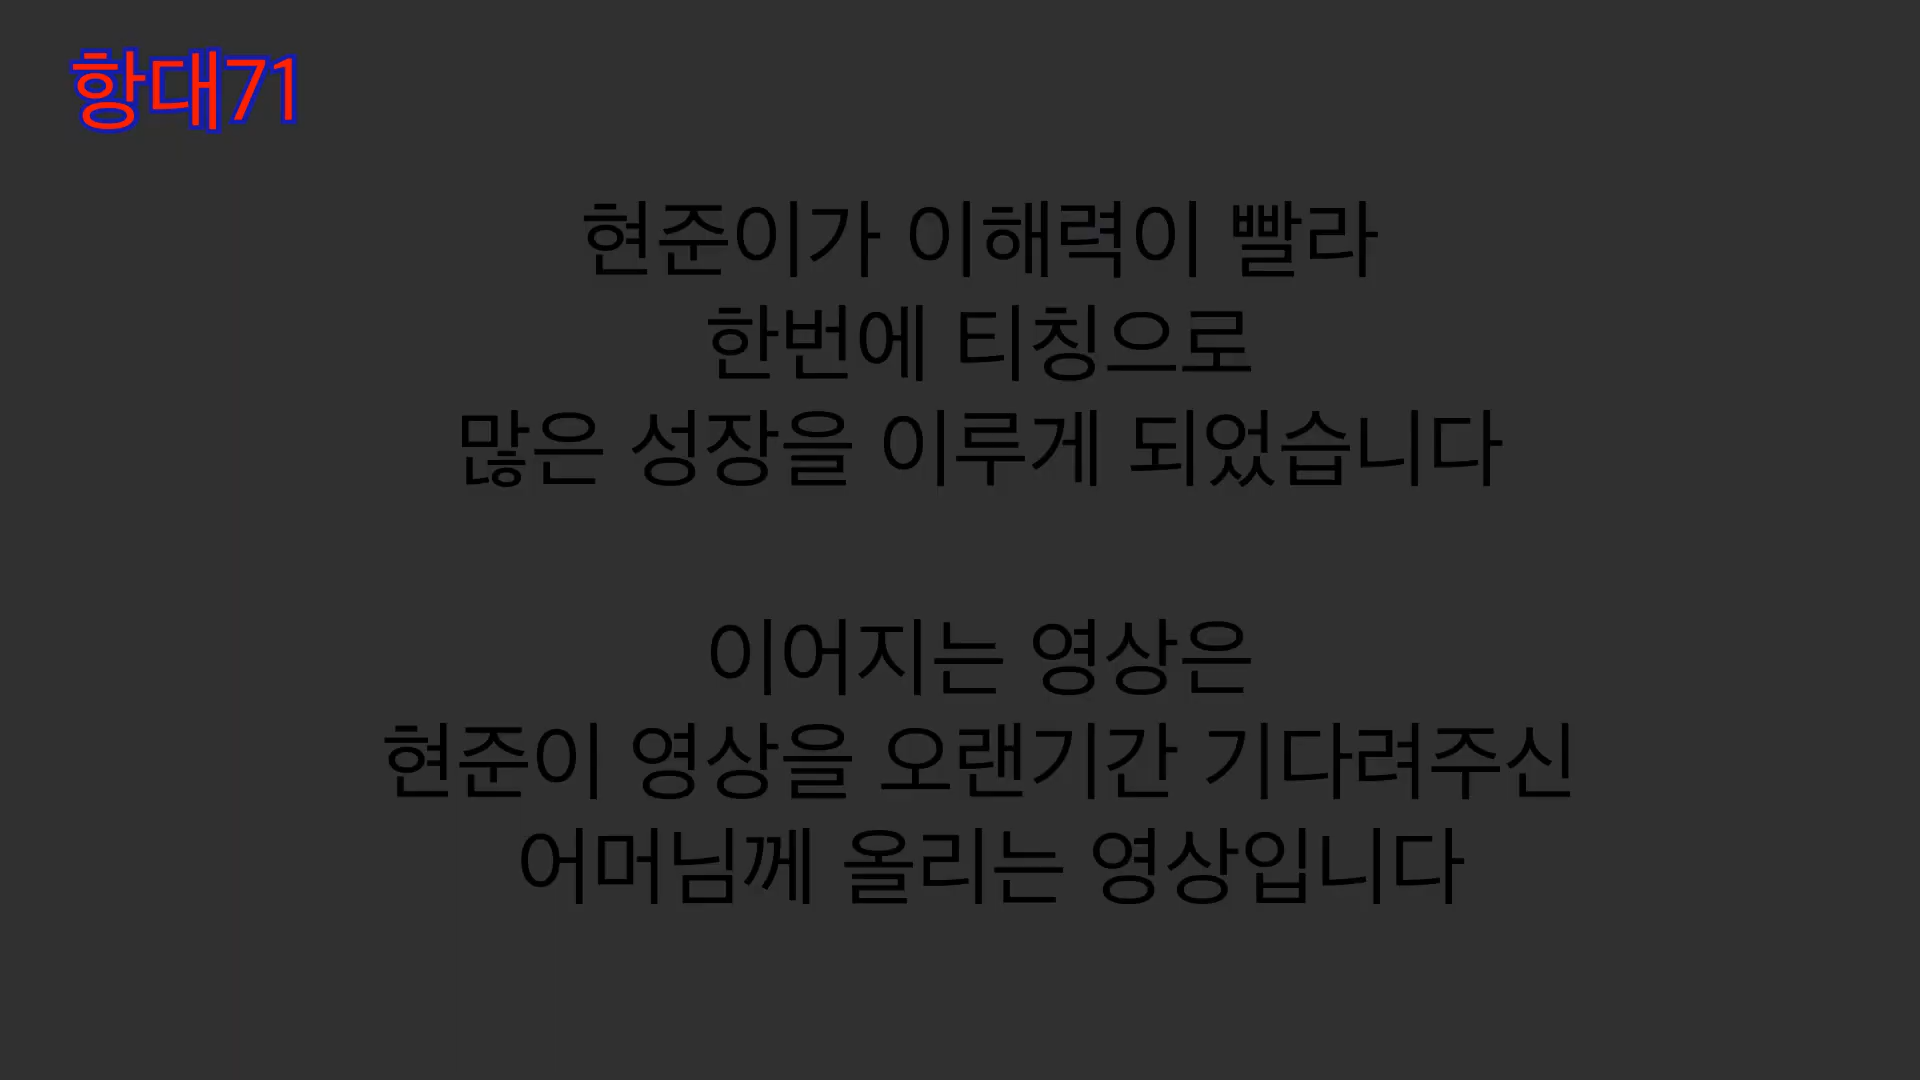 항대71
현준이가 이해력이 빨라
한번에 티칭으로
많은 성장을 이루게 되었습니다
이어지는 영상은
현준이 영상을 오랜기간 기다려주신
어머님께 올리는 영상입니다